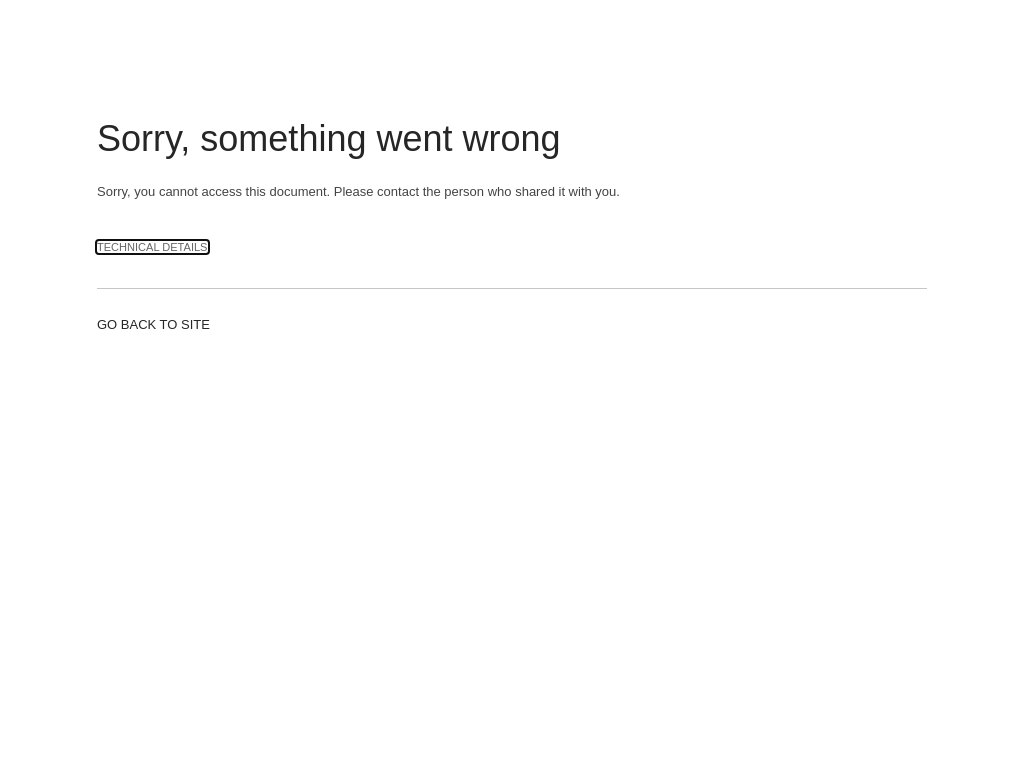 Sorry, something went wrong
Sorry, you cannot access this document. Please contact the person who shared it with you.
TECHNICAL DETAILS
GO BACK TO SITE